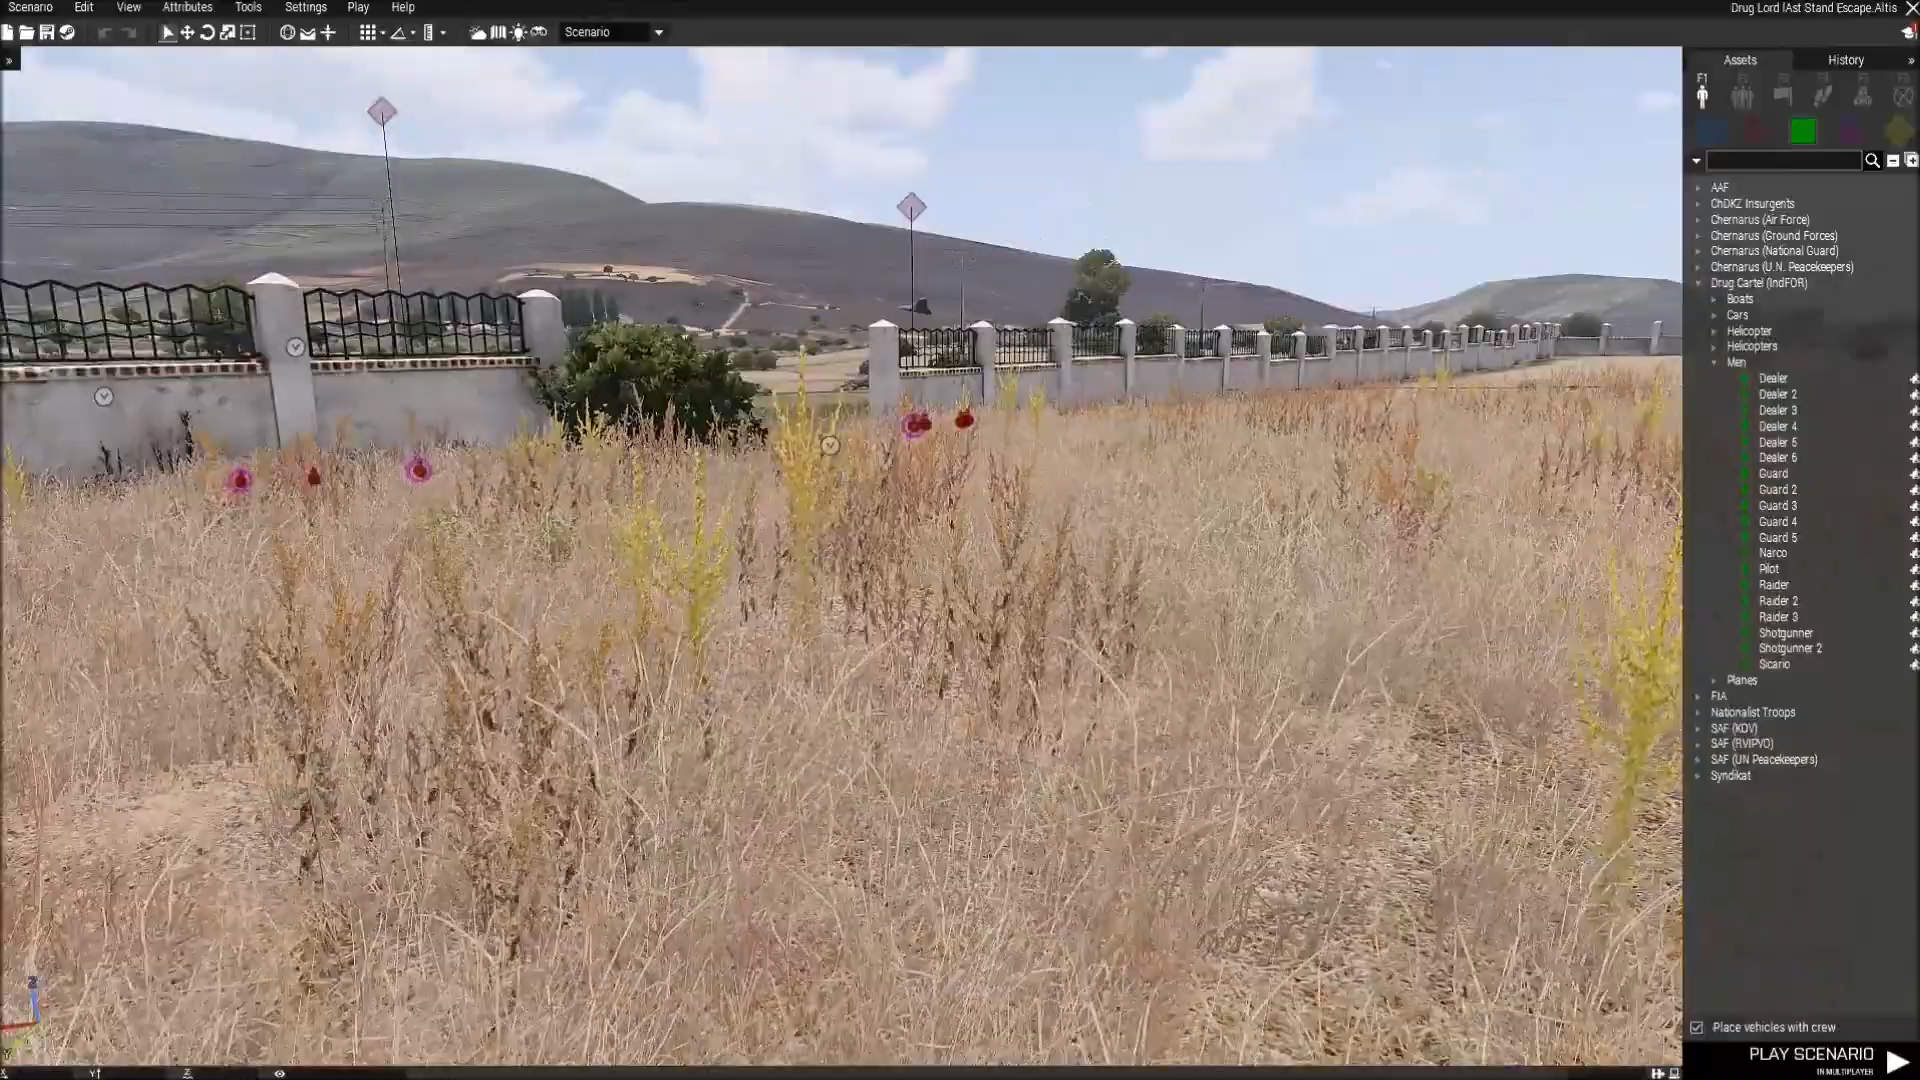 Scenario Edit View Attributes Tools Settings Play Help
Drug Lord lAst Stand Escape.Altis
Scenario
Assets History
F1
AAF
ChDKZ Insurgents
Chernarus (Air Force)
Chernarus (Ground Forces)
Chernarus (National Guard)
Chernarus (U.N. Peacekeepers)
Drug Cartel (IndFOR)
Boats
Cars
Helicopter
Helicopters
Men
Dealer
Dealer 2
Dealer 3
Dealer 4
Dealer 5
Dealer 6
Guard
Guard 2
Guard 3
Guard 4
Guard 5
Narco
Pilot
Raider
Raider 2
Raider 3
Shotgunner
Shotgunner 2
Sicario
Planes
FIA
Nationalist Troops
SAF (KOV)
SAF (RVIPVO)
SAF (UN Peacekeepers)
Syndikat
Place vehicles with crew
PLAY SCENARIO
IN MULTIPLAYER